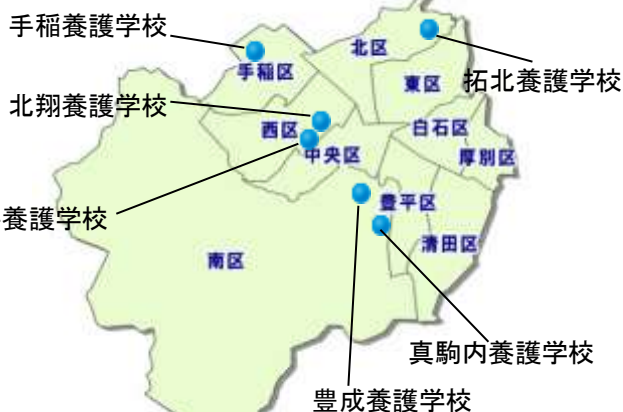 手稲養護学校
北区
手稲区
拓北養護学校
東区
北翔養護学校
西区
白石区
中央区
厚別区
養護学校
豊平区
清田区
南区
真駒内養護学校
豊成養護学校